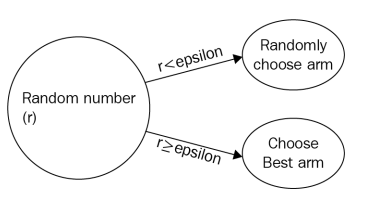 Random number
(r)
r<epsilon
Randomly
choose arm
r≥epsilon
Choose
Best arm